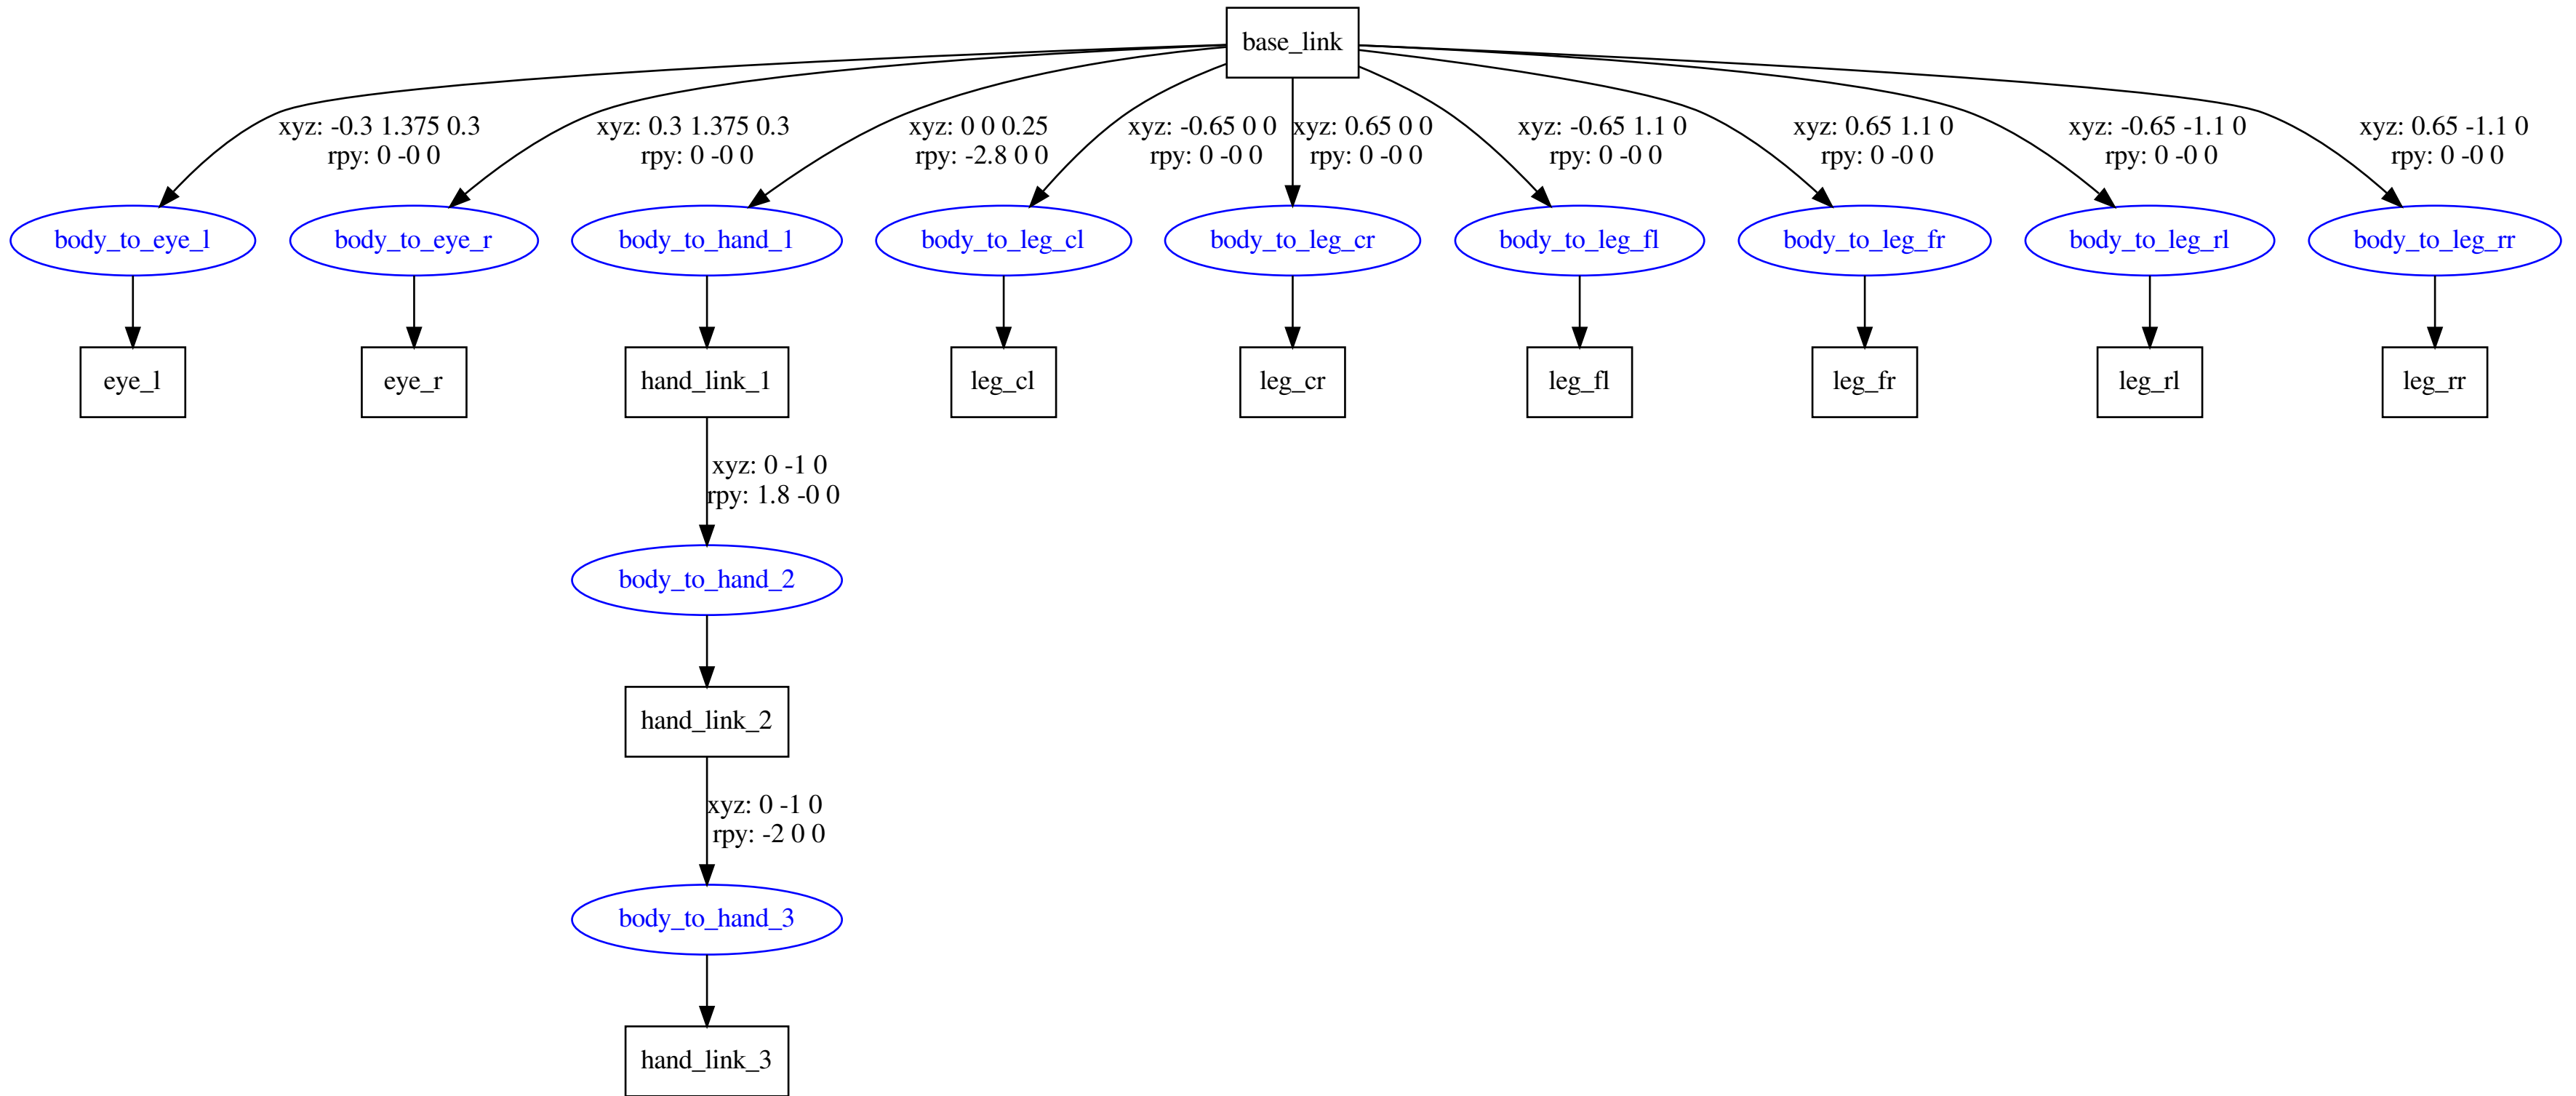 base_link
xyz: -0.3 1.375 0.3
rpy: 0 -0 0
xyz: 0.3 1.375 0.3
rpy: 0 -0 0
xyz: 0 0 0.25
rpy: -2.8 0 0
xyz: -0.65 0 0
rpy: 0 -0 0
xyz: 0.65 0 0
rpy: 0 -0 0
xyz: -0.65 1.1 0
rpy: 0 -0 0
xyz: 0.65 1.1 0
rpy: 0 -0 0
xyz: -0.65 -1.1 0
rpy: 0 -0 0
xyz: 0.65 -1.1 0
rpy: 0 -0 0
body_to_eye_l
body_to_eye_r
body_to_hand_1
body_to_leg_cl
body_to_leg_cr
body_to_leg_fl
body_to_leg_fr
body_to_leg_rl
body_to_leg_rr
eye_l
eye_r
hand_link_1
leg_cl
leg_cr
leg_fl
leg_fr
leg_rl
leg_rr
xyz: 0 -1 0
rpy: 1.8 -0 0
body_to_hand_2
hand_link_2
xyz: 0 -1 0
rpy: -2 0 0
body_to_hand_3
hand_link_3